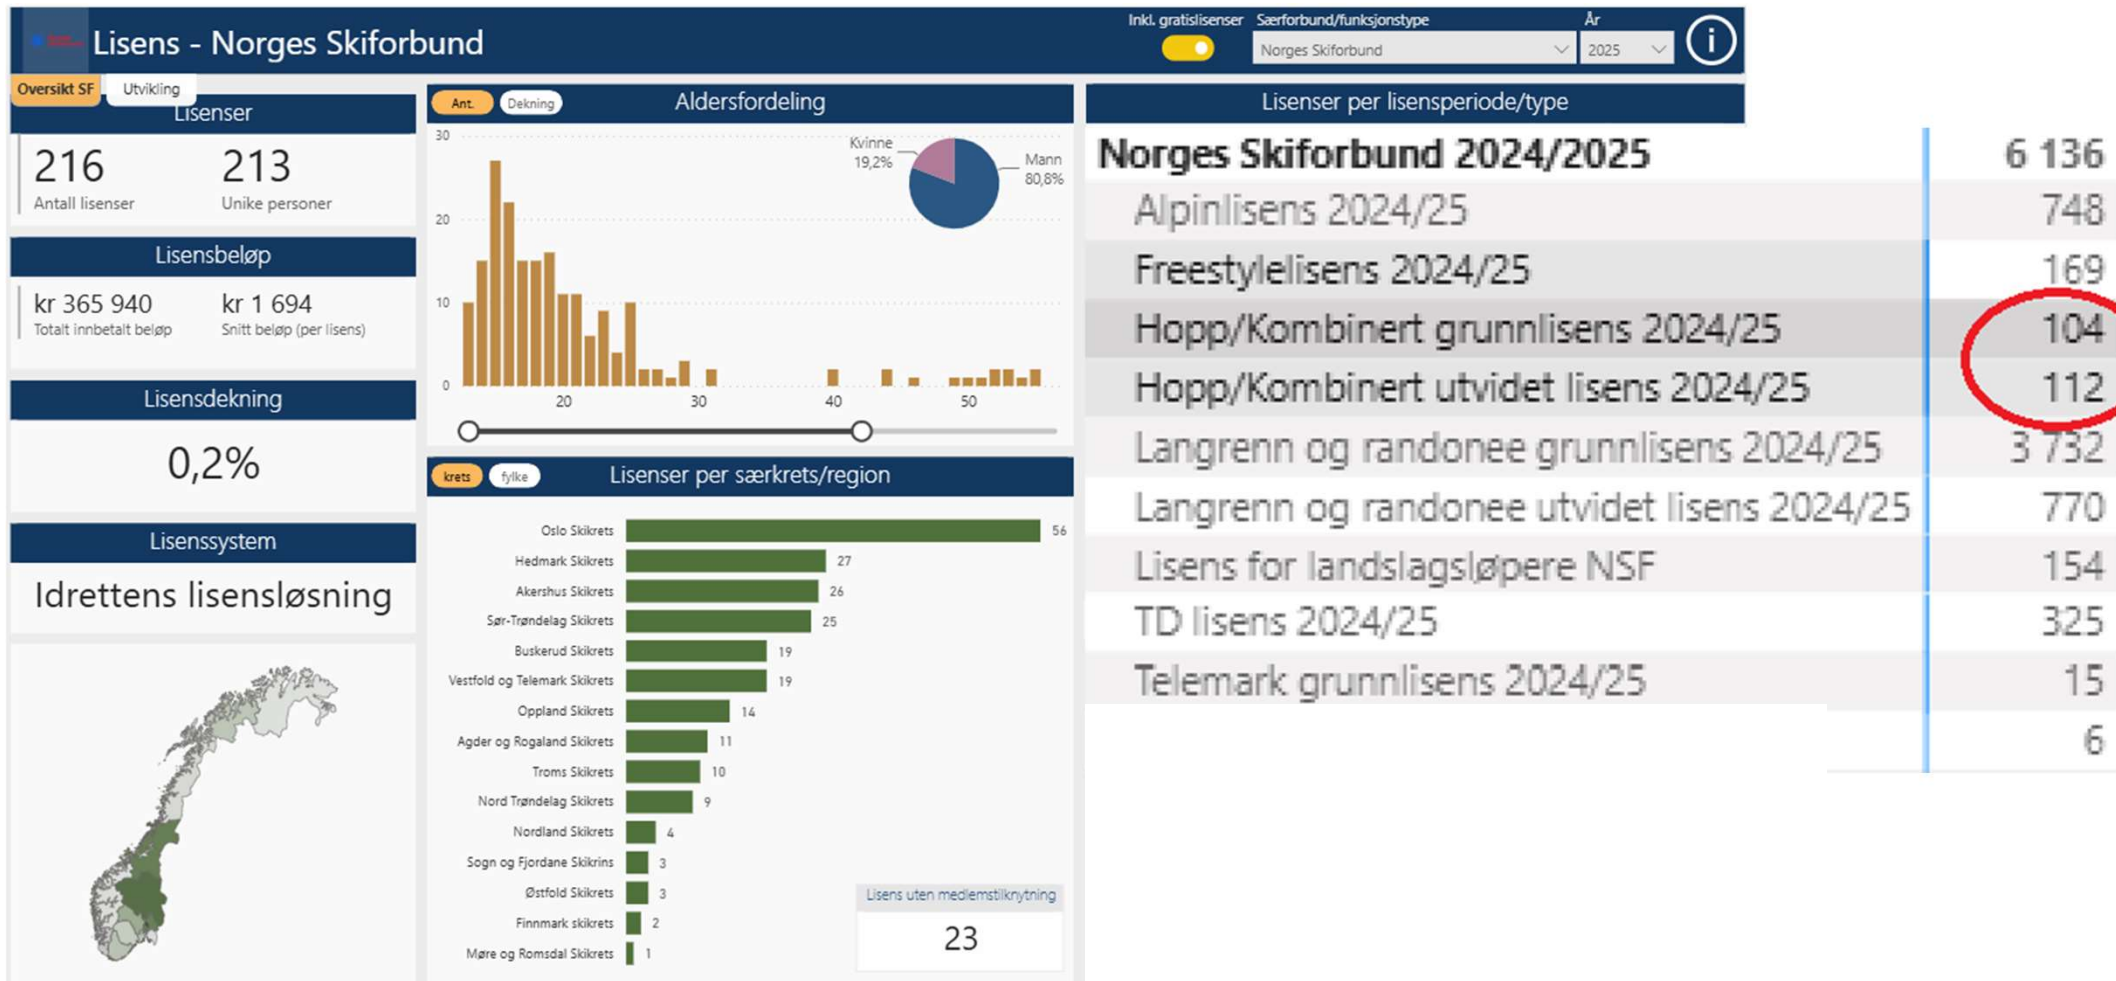 Lisens - Norges Skiforbund
Inkl. gratislisenser
Særforbund/funksjonstype
Norges Skiforbund
År
2025
i
Oversikt SF
Utvikling
Lisenser
216
Antall lisenser
213
Unike personer
Lisensbeløp
kr 365 940
Totalt innbetalt beløp
kr 1 694
Snitt beløp (per lisens)
Lisensdekning
0,2%
Lisenssystem
Idrettens lisensløsning
Ant.
Dekning
Aldersfordeling
30
20
10
0
20
30
40
50
Kvinne
19,2%
Mann
80,8%
krets
fylke
Lisenser per særkrets/region
Oslo Skikrets 56
Hedmark Skikrets 27
Akershus Skikrets 26
Sør-Trøndelag Skikrets 25
Buskerud Skikrets 19
Vestfold og Telemark Skikrets 19
Oppland Skikrets 14
Agder og Rogaland Skikrets 11
Troms Skikrets 10
Nord Trøndelag Skikrets 9
Nordland Skikrets 4
Sogn og Fjordane Skikrins 3
Østfold Skikrets 3
Finnmark skikrets 2
Møre og Romsdal Skikrets 1
Lisens uten medlemstilknytning
23
Lisenser per lisensperiode/type
Norges Skiforbund 2024/2025 6 136
Alpinlisens 2024/25 748
Freestylelisens 2024/25 169
Hopp/Kombinert grunnlisens 2024/25 104
Hopp/Kombinert utvidet lisens 2024/25 112
Langrenn og randonee grunnlisens 2024/25 3 732
Langrenn og randonee utvidet lisens 2024/25 770
Lisens for landslagsløpere NSF 154
TD lisens 2024/25 325
Telemark grunnlisens 2024/25 15
6